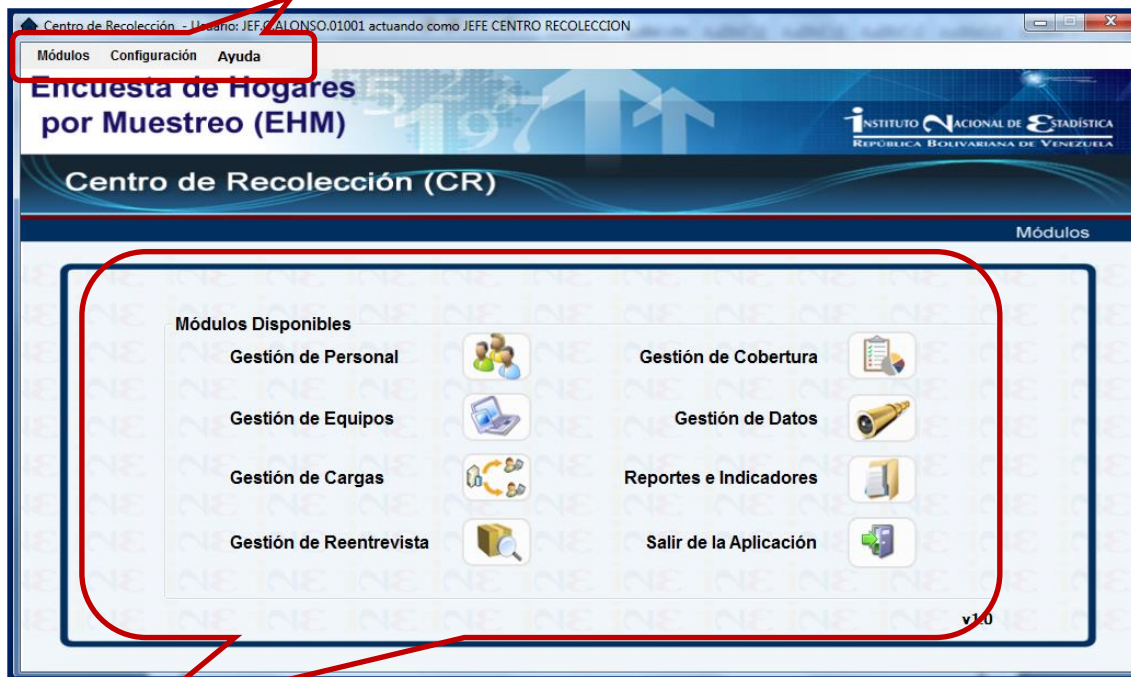 Centro de Recolección - Usuario: JEF.C.ALONSO.01001 actuando como JEFE CENTRO RECOLECCION
Módulos Configuración Ayuda
Encuesta de Hogares
por Muestreo (EHM)
INSTITUTO NACIONAL DE ESTADÍSTICA
REPÚBLICA BOLIVARIANA DE VENEZUELA
Centro de Recolección (CR)
Módulos
Módulos Disponibles
Gestión de Personal Gestión de Cobertura
Gestión de Equipos Gestión de Datos
Gestión de Cargas Reportes e Indicadores
Gestión de Reentrevista Salir de la Aplicación
v1.0